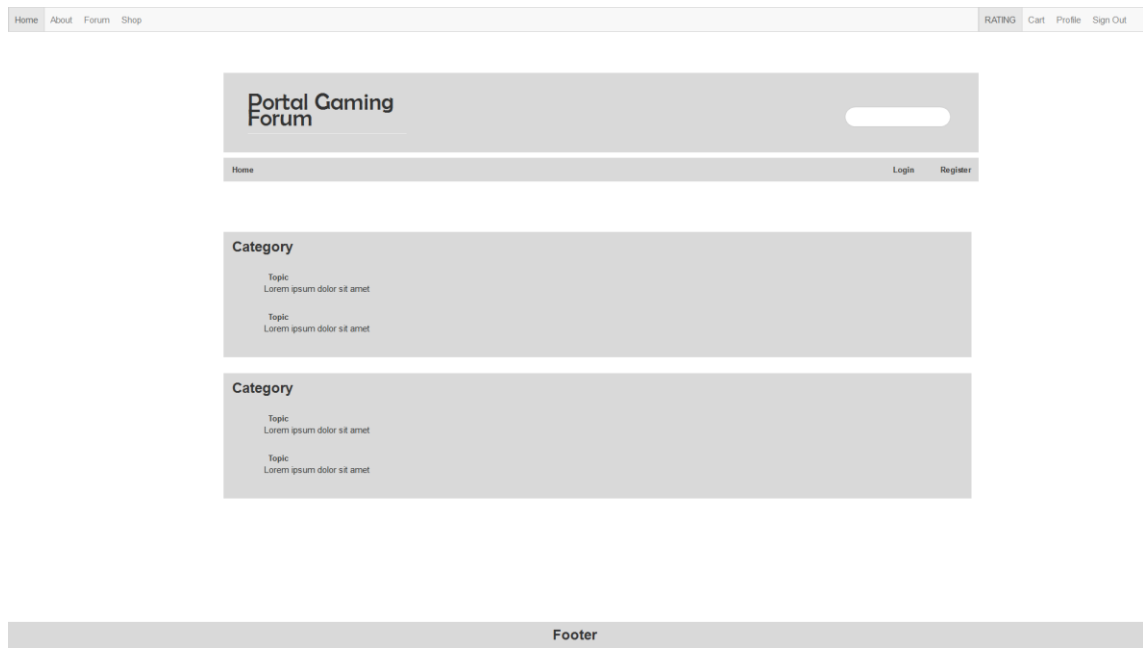 Home About Forum Shop RATING Cart Profile Sign Out
Portal Gaming
Forum
Home Login Register
Category
Topic
Lorem ipsum dolor sit amet
Topic
Lorem ipsum dolor sit amet
Category
Topic
Lorem ipsum dolor sit amet
Topic
Lorem ipsum dolor sit amet
Footer